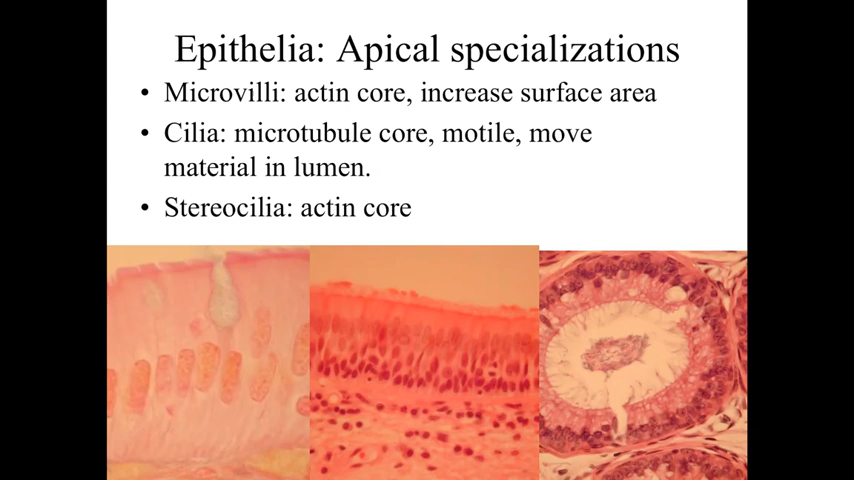 Epithelia: Apical specializations
• Microvilli: actin core, increase surface area
• Cilia: microtubule core, motile, move
material in lumen.
• Stereocilia: actin core